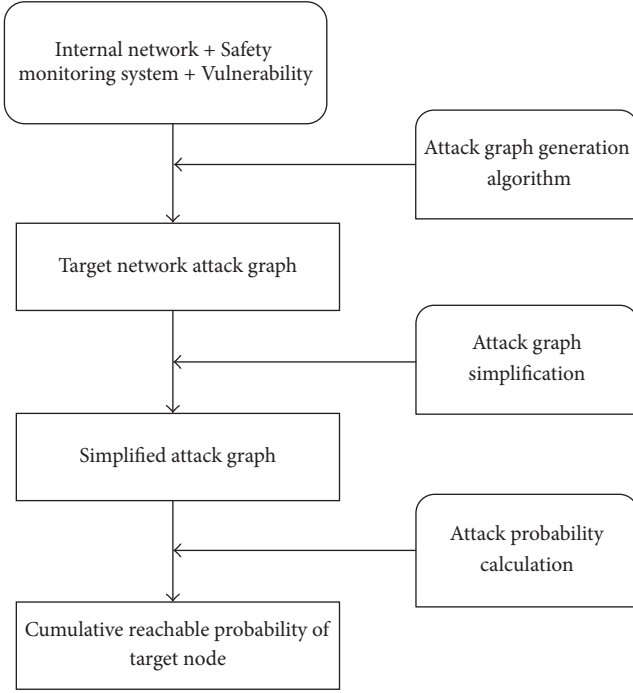 Internal network + Safety
monitoring system + Vulnerability
Attack graph generation
algorithm
Target network attack graph
Attack graph
simplification
Simplified attack graph
Attack probability
calculation
Cumulative reachable probability of
target node